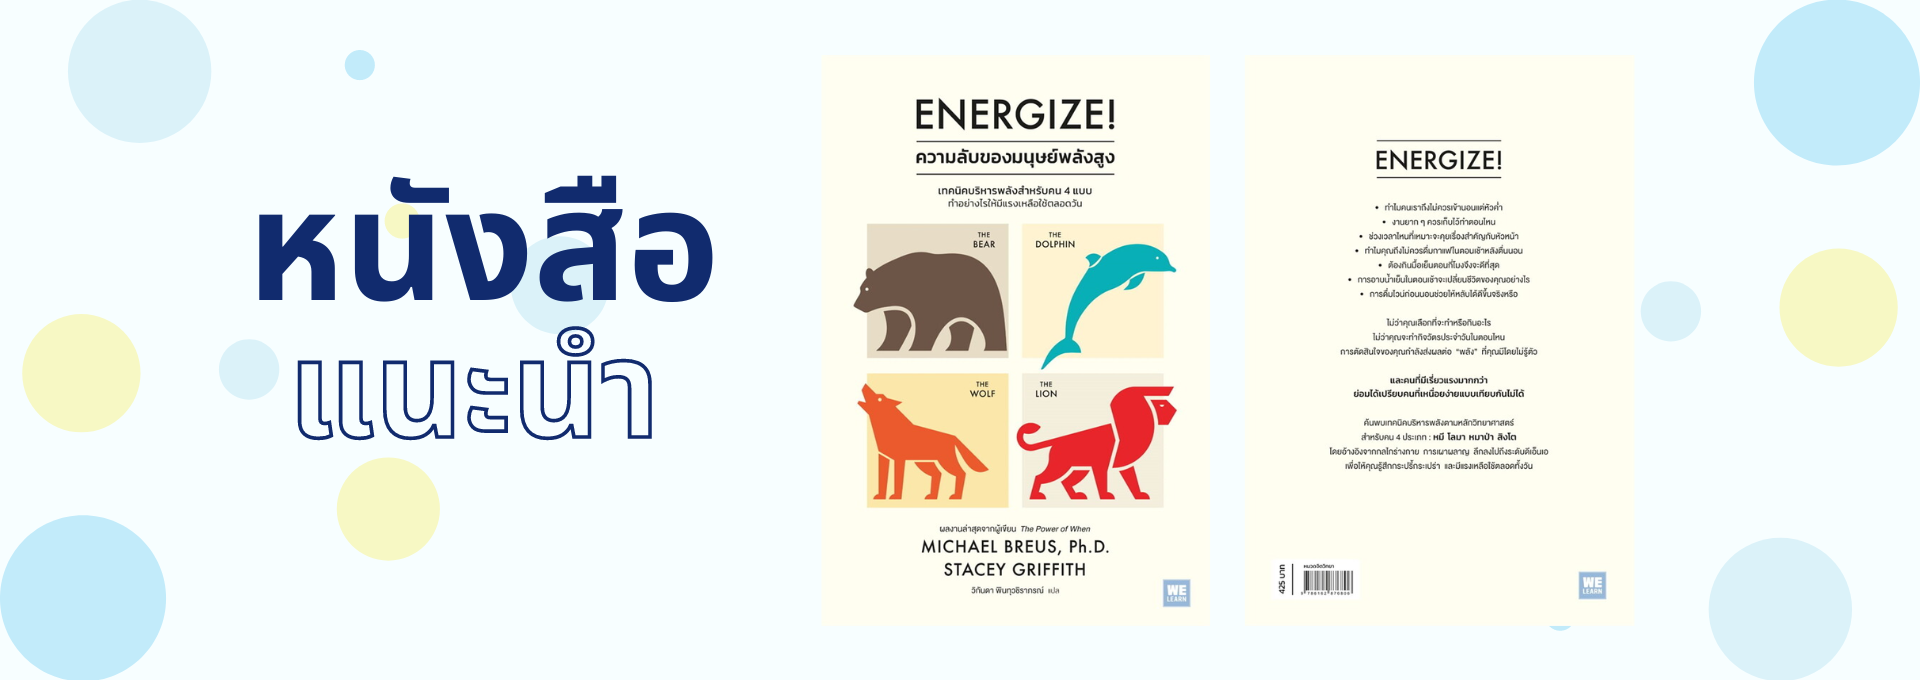 หนังสือ
แนะนำ
ENERGIZE!
ความลับของมนุษย์พลังสูง
เทคนิคบริหารพลังสำหรับคน 4 แบบ
ทำอย่างไรให้มีแรงเหลือใช้ตลอดวัน
THE
BEAR
THE
DOLPHIN
THE
WOLF
THE
LION
ผลงานล่าสุดจากผู้เขียน The Power of When
MICHAEL BREUS, Ph.D.
STACEY GRIFFITH
วิกันดา พินทุวชิราภรณ์ แปล
WE
LEARN
ENERGIZE!
• ทำไมคนเราถึงไม่ควรเข้านอนแต่หัวค่ำ
• งานยาก ๆ ควรเก็บไว้ทำตอนไหน
• ช่วงเวลาไหนที่เหมาะจะคุยเรื่องสำคัญกับหัวหน้า
• ทำไมคุณถึงไม่ควรดื่มกาแฟในตอนเช้าหลังตื่นนอน
• ต้องกินมื้อเย็นตอนกี่โมงจึงจะดีที่สุด
• การอาบน้ำเย็นในตอนเช้าจะเปลี่ยนชีวิตของคุณอย่างไร
• การดื่มไวน์ก่อนนอนช่วยให้หลับได้ดีขึ้นจริงหรือ
ไม่ว่าคุณเลือกที่จะทำหรือกินอะไร
ไม่ว่าคุณจะทำกิจวัตรประจำวันในตอนไหน
การตัดสินใจของคุณกำลังส่งผลต่อ “พลัง” ที่คุณมีโดยไม่รู้ตัว
และคนที่มีเรี่ยวแรงมากกว่า
ย่อมได้เปรียบคนที่เหนื่อยง่ายแบบเทียบกันไม่ได้
ค้นพบเทคนิคบริหารพลังตามหลักวิทยาศาสตร์
สำหรับคน 4 ประเภท : หมี โลมา หมาป่า สิงโต
โดยอ้างอิงจากกลไกร่างกาย การเผาผลาญ ลึกลงไปถึงระดับดีเอ็นเอ
เพื่อให้คุณรู้สึกกระปรี้กระเปร่า และมีแรงเหลือใช้ตลอดทั้งวัน
425 บาท
หมวดจิตวิทยา
WE
LEARN